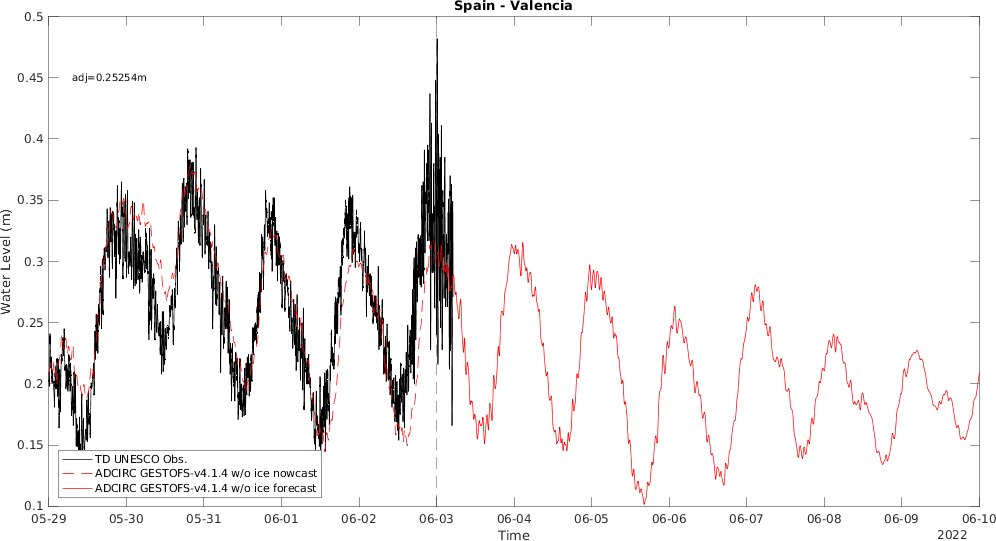 Spain - Valencia
0.5
0.45
0.4
0.35
0.3
0.25
0.2
0.15
0.1
Water Level (m)
adj=0.25254m
TD UNESCO Obs.
ADCIRC GESTOFS-v4.1.4 w/o ice nowcast
ADCIRC GESTOFS-v4.1.4 w/o ice forecast
05-29 05-30 05-31 06-01 06-02 06-03 06-04 06-05 06-06 06-07 06-08 06-09 06-10
Time
2022